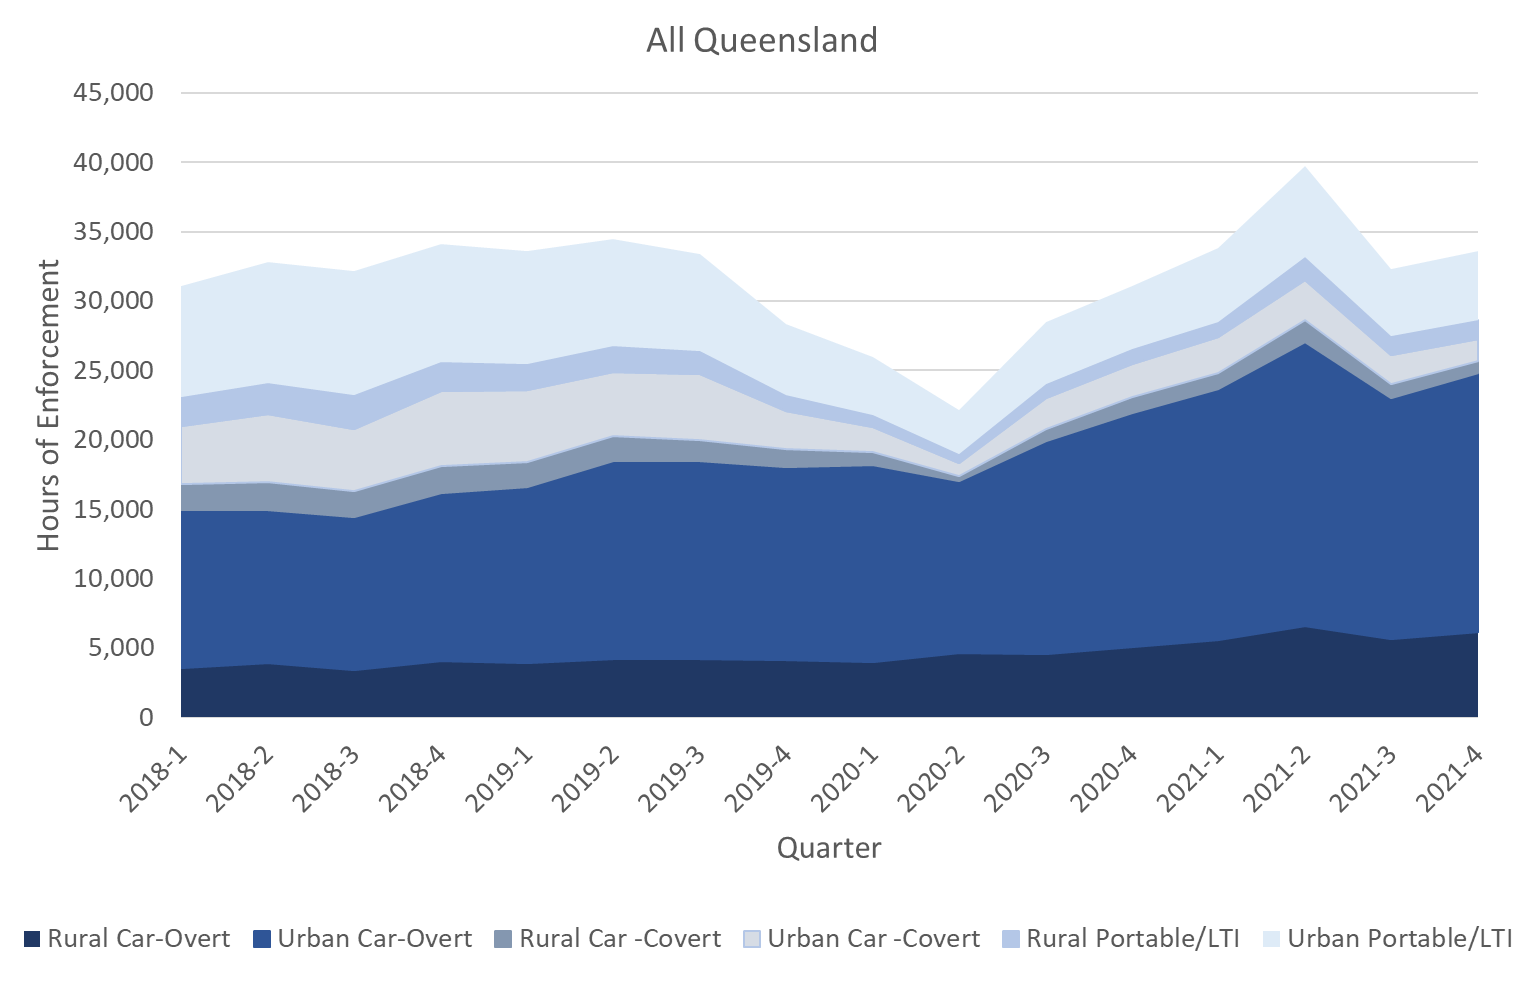 All Queensland
45,000
40,000
35,000
30,000
25,000
20,000
15,000
10,000
5,000
0
Hours of Enforcement
2018-1 2018-2 2018-3 2018-4 2019-1 2019-2 2019-3 2019-4 2020-1 2020-2 2020-3 2020-4 2021-1 2021-2 2021-3 2021-4
Quarter
Rural Car-Overt Urban Car-Overt Rural Car -Covert Urban Car -Covert Rural Portable/LTI Urban Portable/LTI